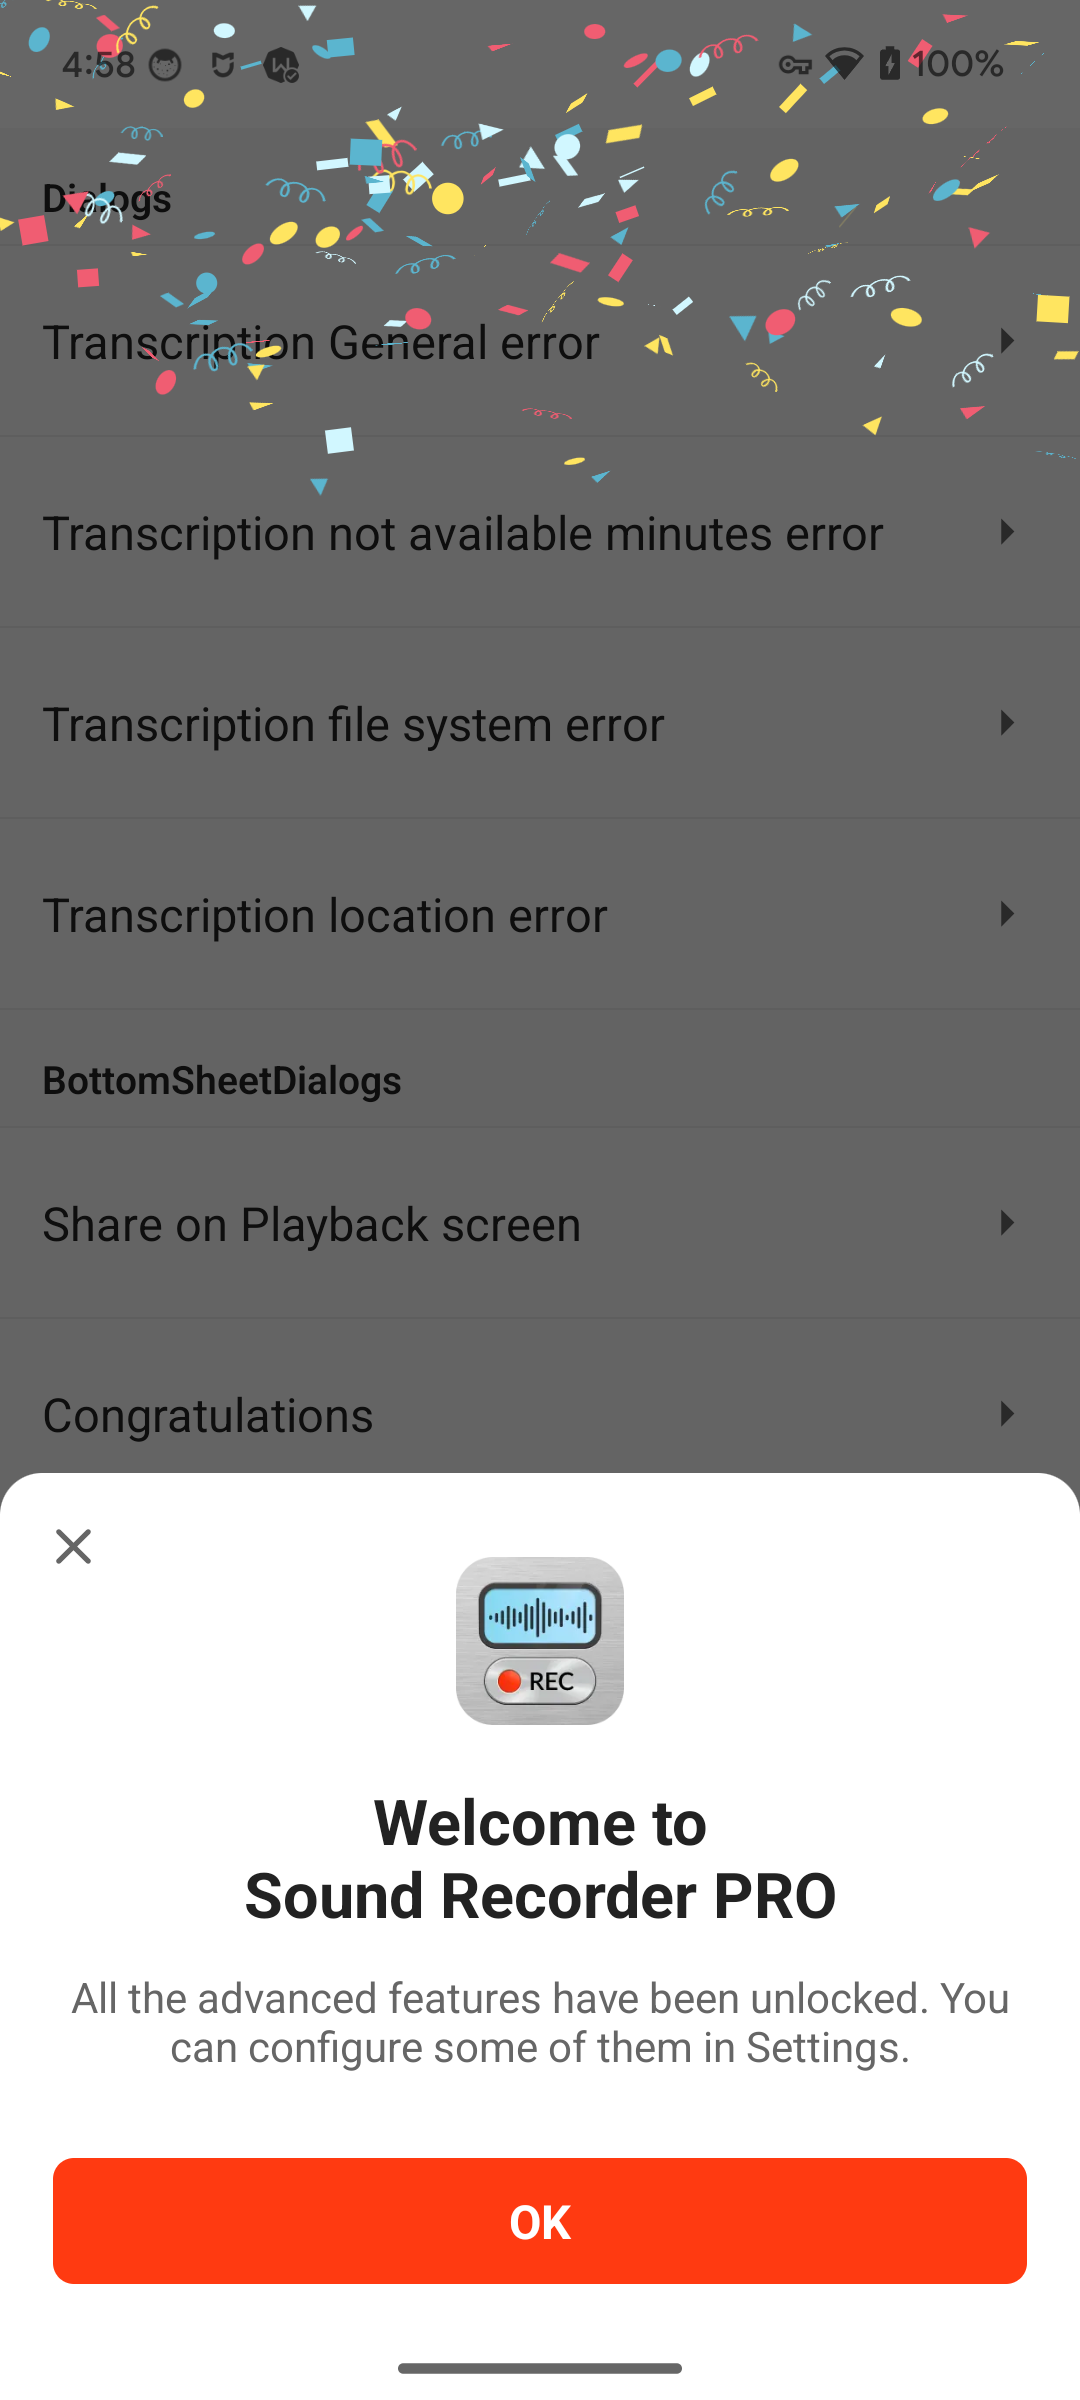 4:58
100%
Dialogs
Transcription General error
Transcription not available minutes error
Transcription file system error
Transcription location error
BottomSheetDialogs
Share on Playback screen
Congratulations
REC
Welcome to
Sound Recorder PRO
All the advanced features have been unlocked. You
can configure some of them in Settings.
OK